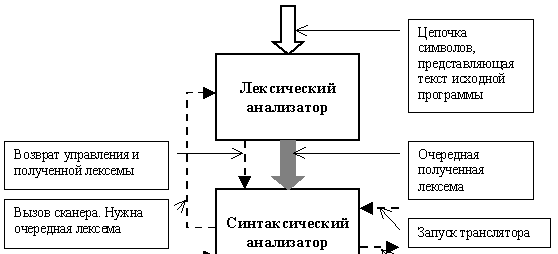 Цепочка
символов,
представляющая
текст исходной
программы
Лексический
анализатор
Возврат управления и
полученной лексемы
Очередная
полученная
лексема
Вызов сканера. Нужна
очередная лексема
Синтаксический
анализатор
Запуск транслятора